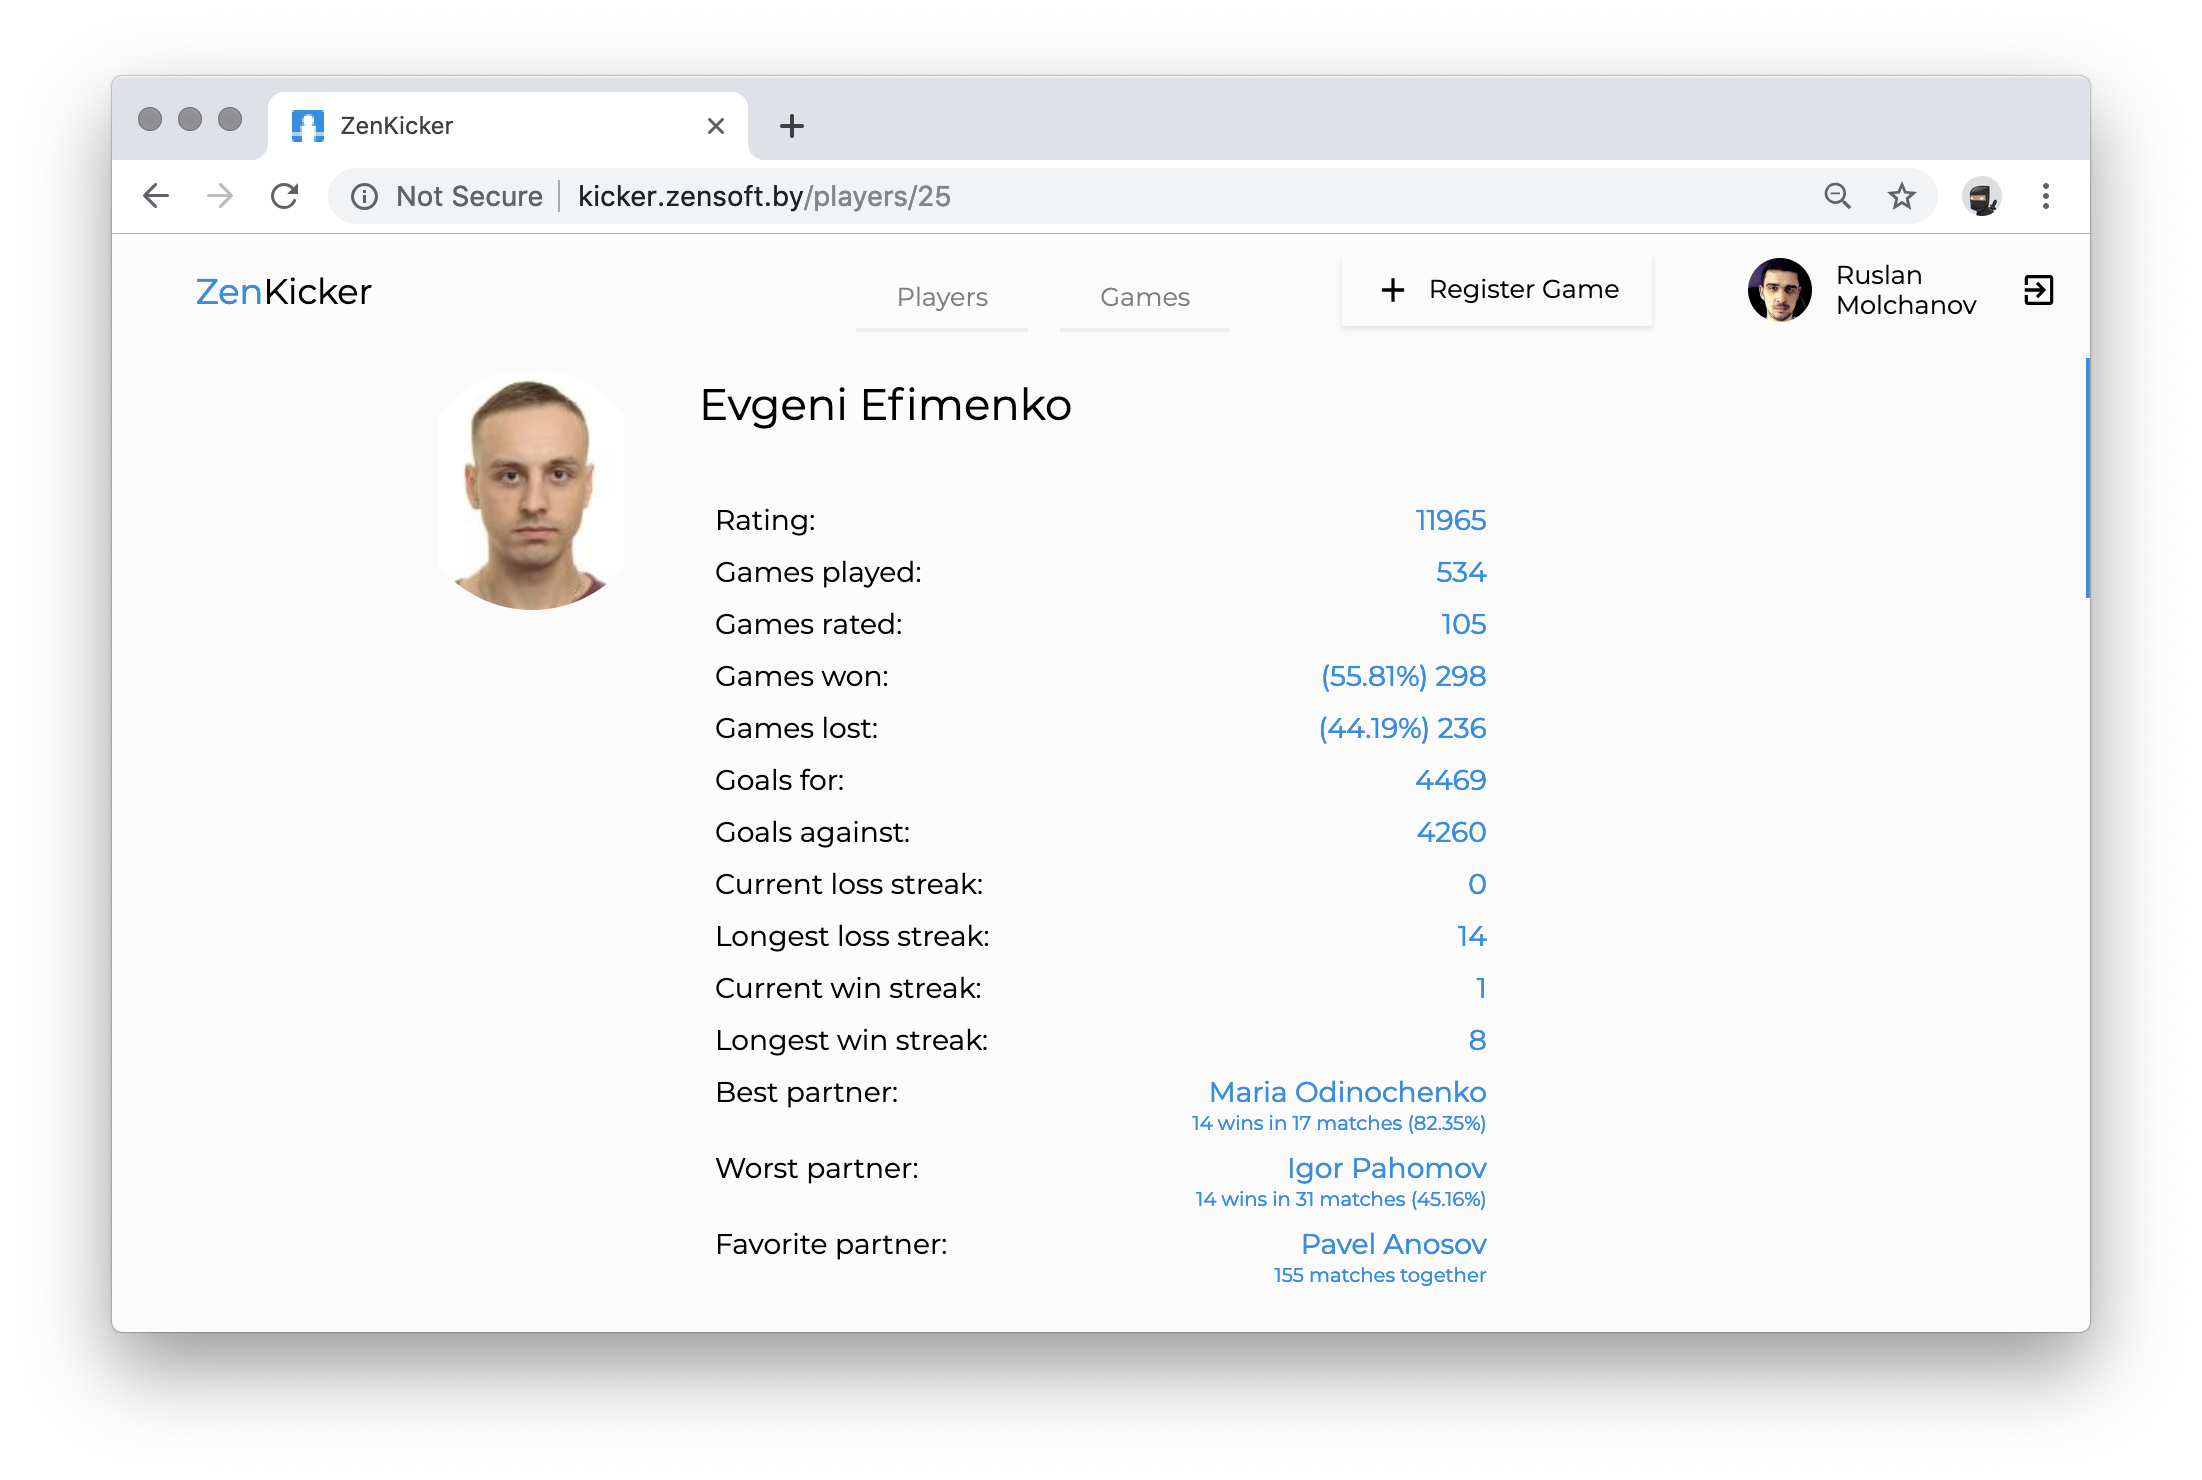 ZenKicker
Not Secure
kicker.zensoft.by/players/25
ZenKicker
Players
Games
Register Game
Ruslan
Molchanov
Evgeni Efimenko
Rating: 11965
Games played: 534
Games rated: 105
Games won: (55.81%) 298
Games lost: (44.19%) 236
Goals for: 4469
Goals against: 4260
Current loss streak: 0
Longest loss streak: 14
Current win streak: 1
Longest win streak: 8
Best partner: Maria Odinochenko
14 wins in 17 matches (82.35%)
Worst partner: Igor Pahomov
14 wins in 31 matches (45.16%)
Favorite partner: Pavel Anosov
155 matches together